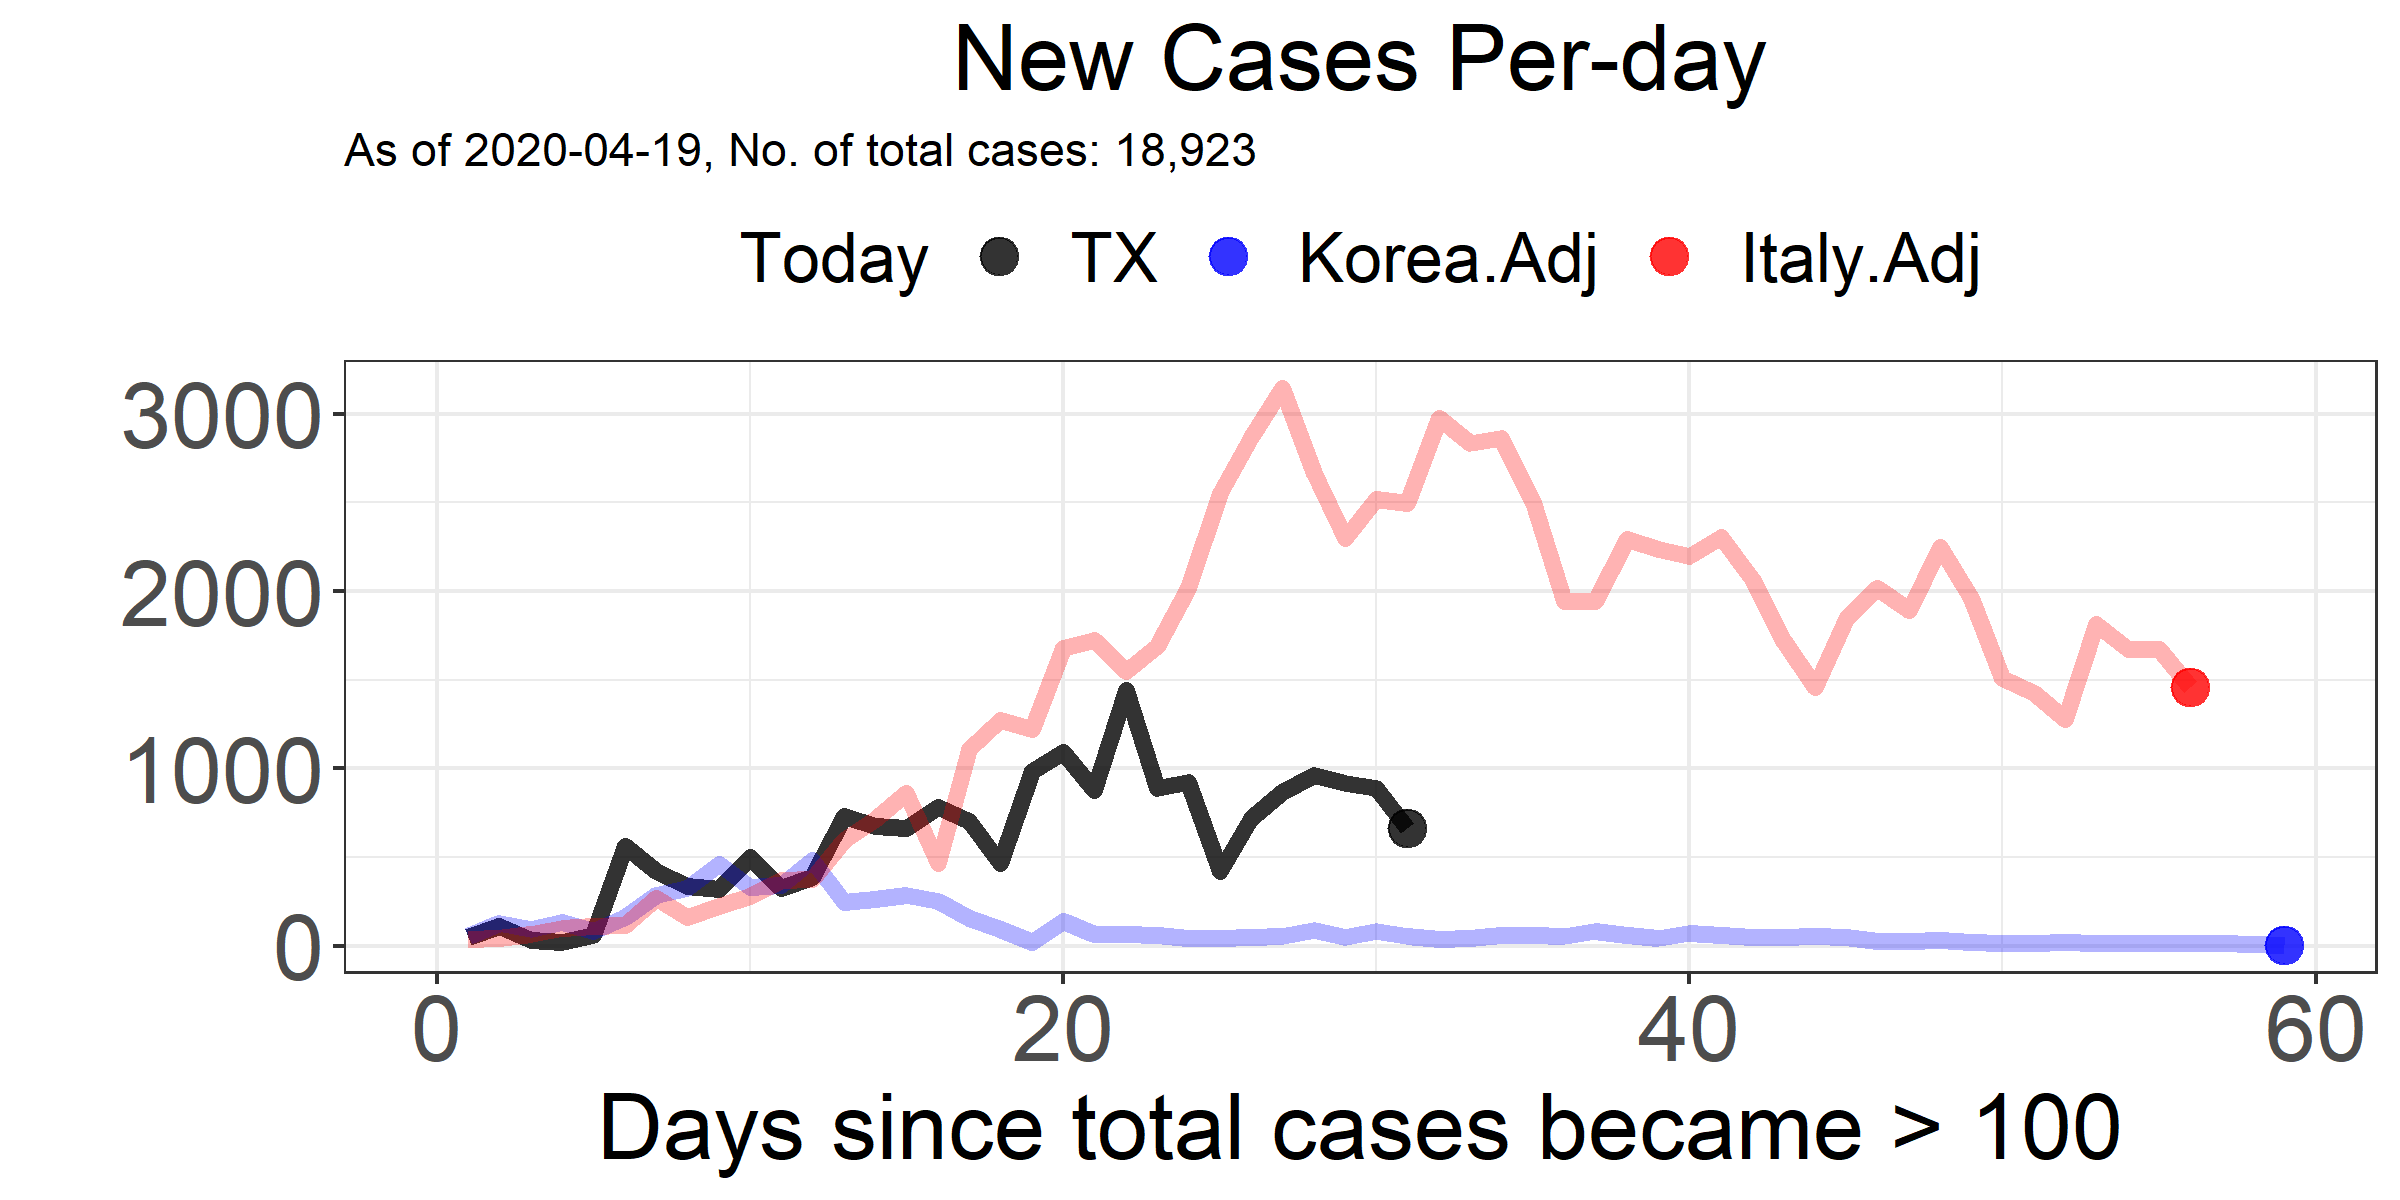 New Cases Per-day
As of 2020-04-19, No. of total cases: 18,923
Today TX Korea.Adj Italy.Adj
3000
2000
1000
0
0 20 40 60
Days since total cases became > 100